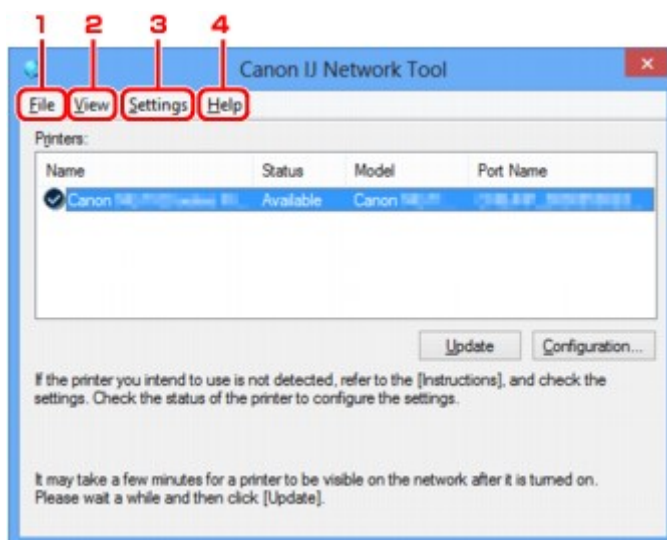 1 2 3 4
Canon IJ Network Tool
File View Settings Help
Printers:
Name Status Model Port Name
Canon Available Canon
Update Configuration...
If the printer you intend to use is not detected, refer to the [Instructions], and check the
settings. Check the status of the printer to configure the settings.
It may take a few minutes for a printer to be visible on the network after it is turned on.
Please wait a while and then click [Update].